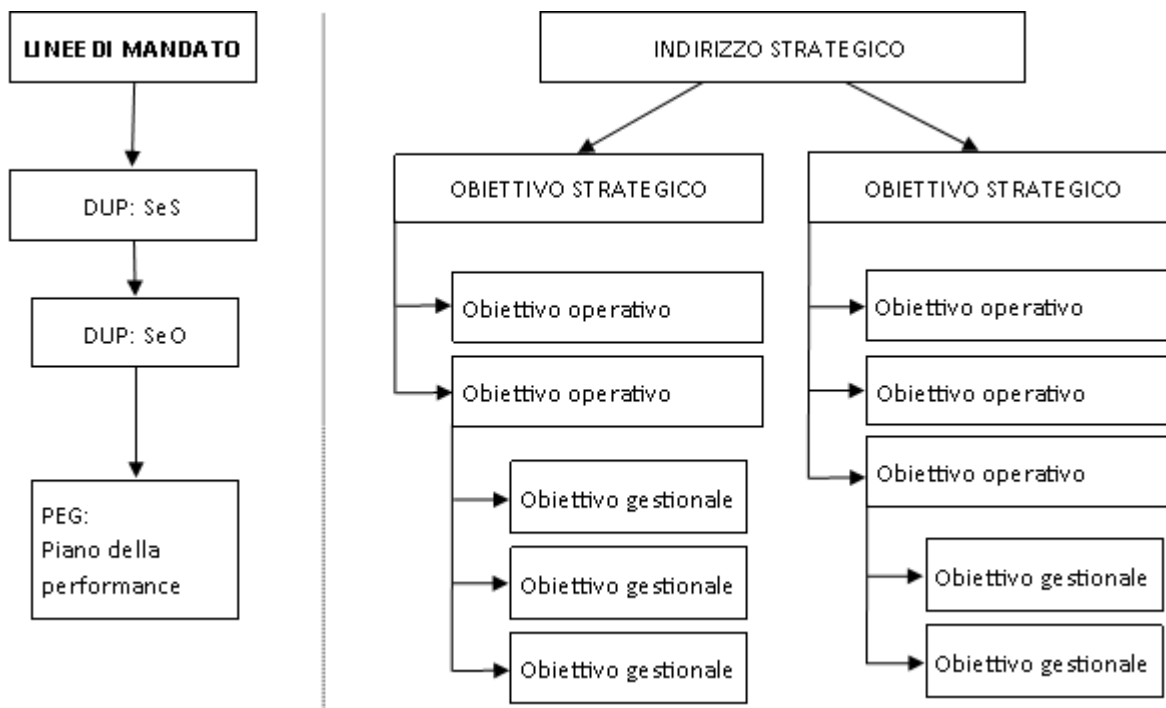 LINEE DI MANDATO
DUP: SeS
DUP: SeO
PEG:
Piano della
performance
INDIRIZZO STRATEGICO
OBIETTIVO STRATEGICO
Obiettivo operativo
Obiettivo operativo
Obiettivo gestionale
Obiettivo gestionale
Obiettivo gestionale
OBIETTIVO STRATEGICO
Obiettivo operativo
Obiettivo operativo
Obiettivo operativo
Obiettivo gestionale
Obiettivo gestionale